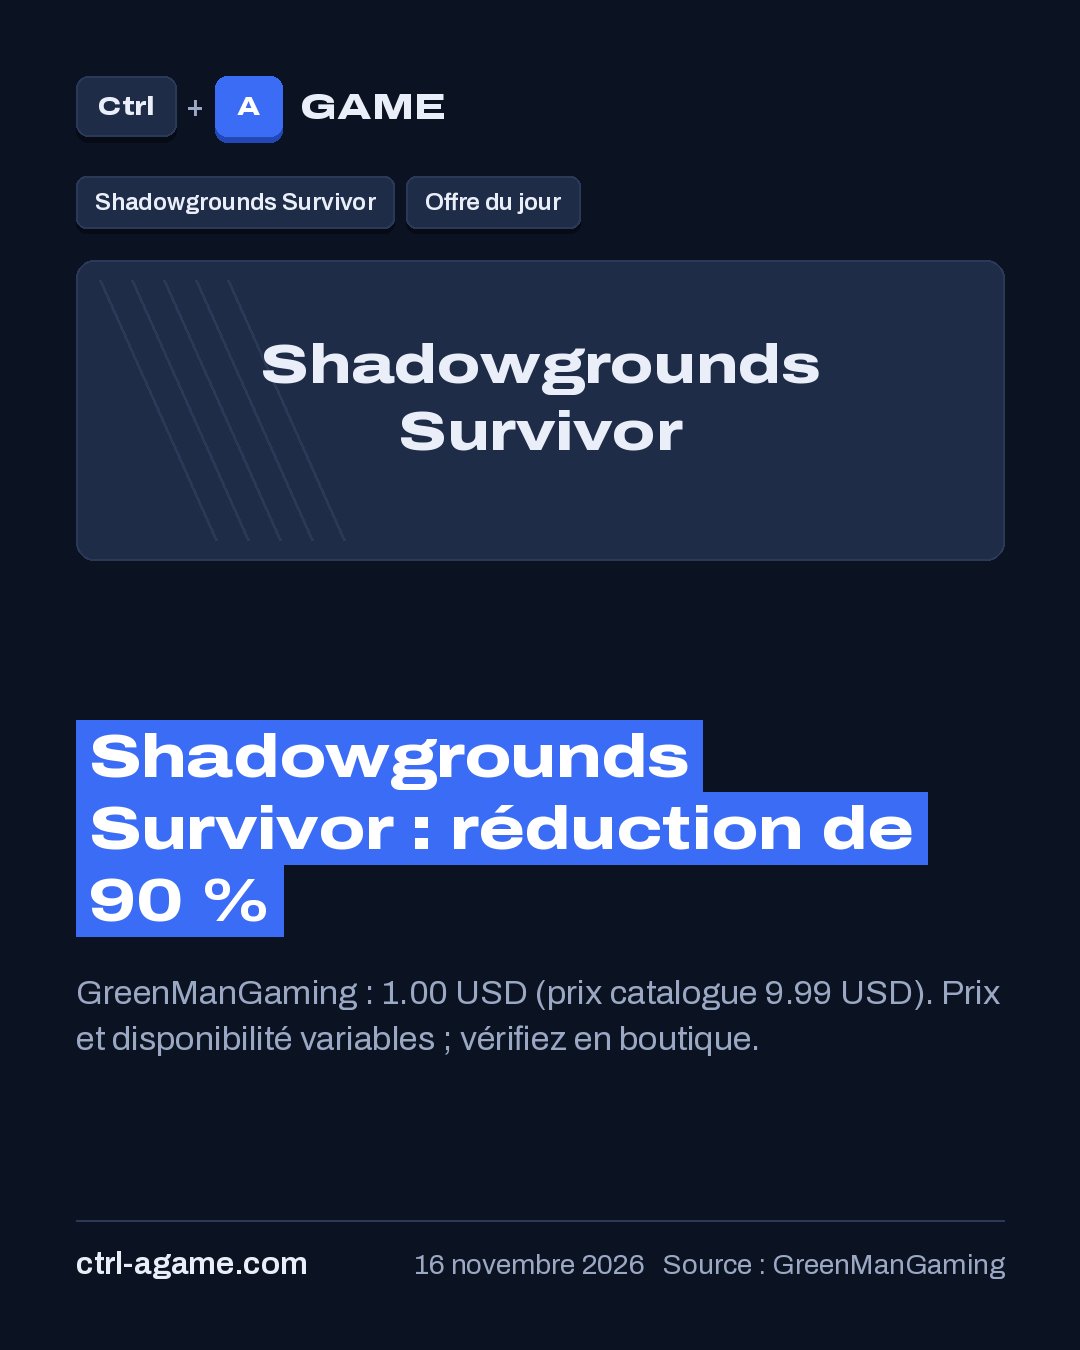 Ctrl + A GAME
Shadowgrounds Survivor Offre du jour
Shadowgrounds
Survivor
Shadowgrounds
Survivor : réduction de
90 %
GreenManGaming : 1.00 USD (prix catalogue 9.99 USD). Prix
et disponibilité variables ; vérifiez en boutique.
ctrl-agame.com 16 novembre 2026 Source : GreenManGaming